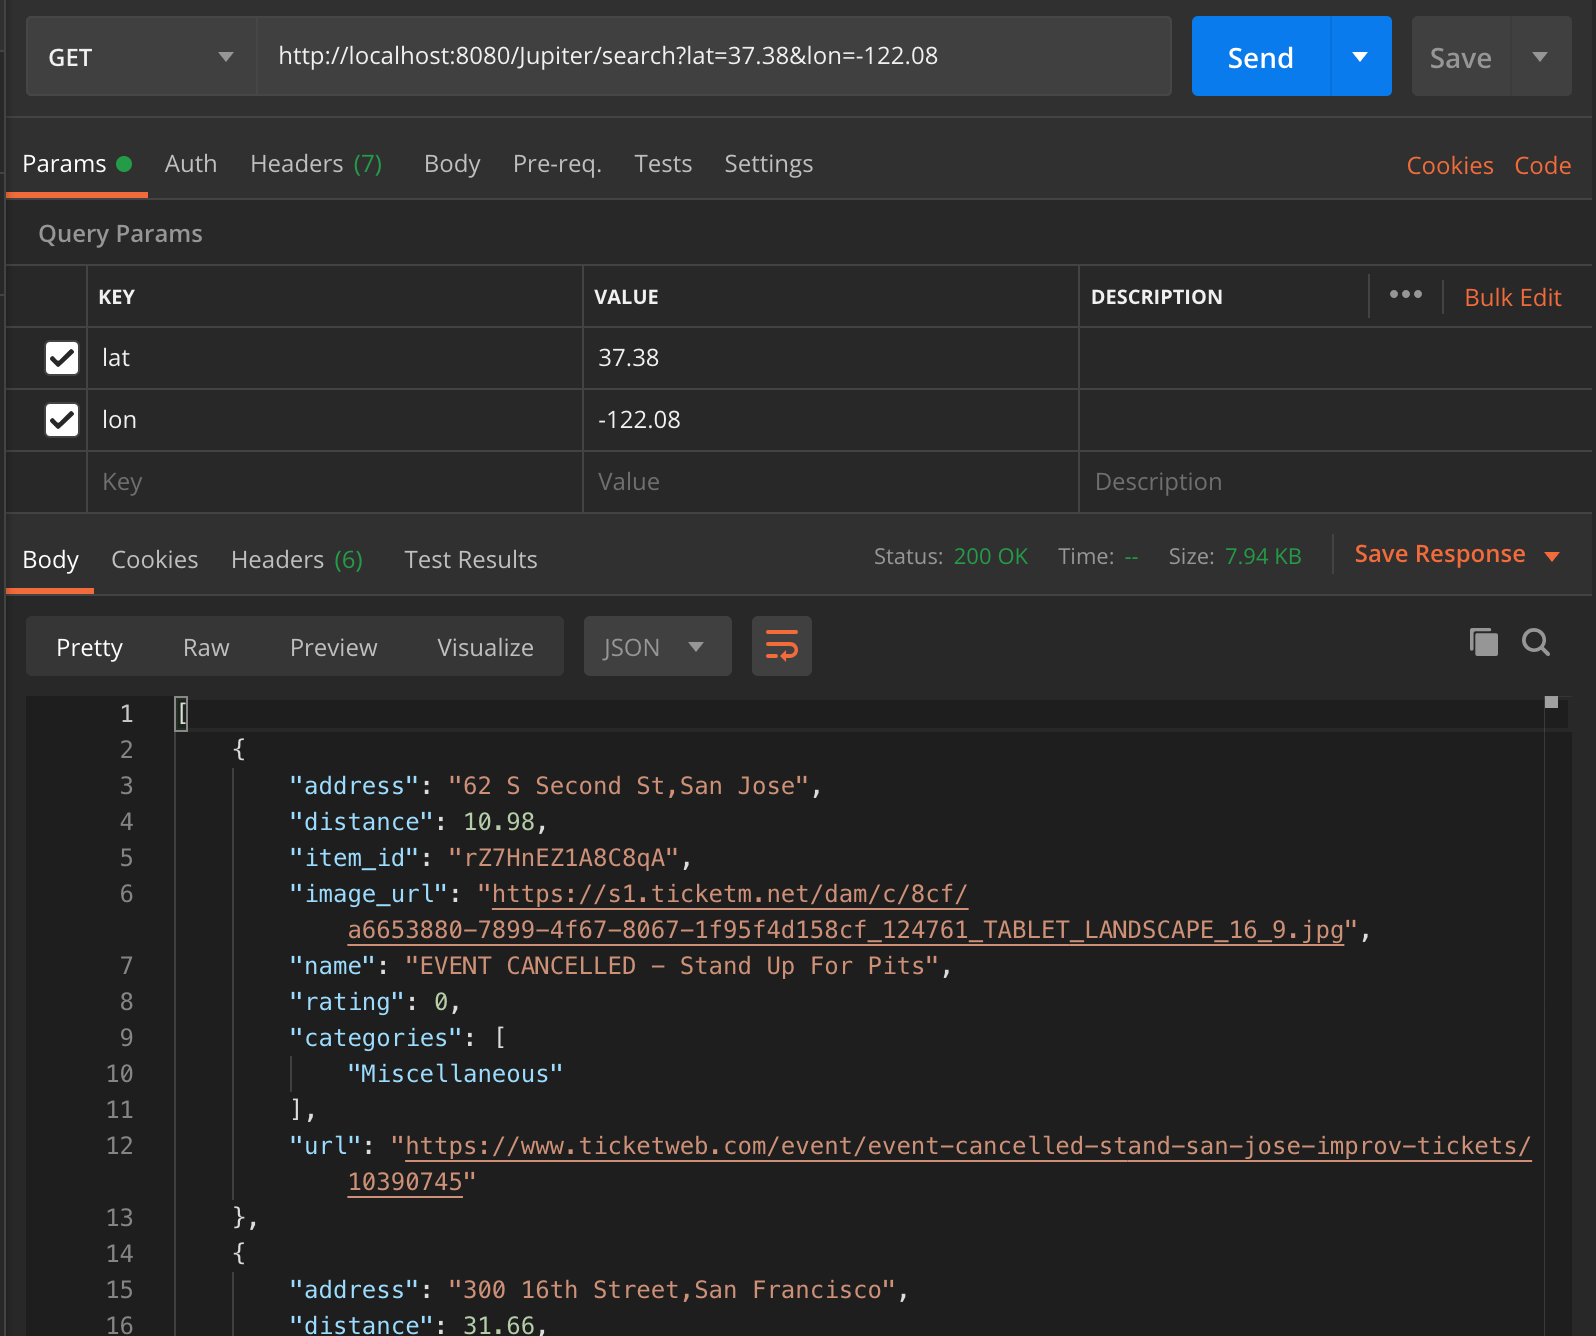 GET http://localhost:8080/Jupiter/search?lat=37.38&lon=-122.08 Send Save
Params Auth Headers (7) Body Pre-req. Tests Settings Cookies Code
Query Params
KEY VALUE DESCRIPTION ••• Bulk Edit
lat 37.38
lon -122.08
Key Value Description
Body Cookies Headers (6) Test Results Status: 200 OK Time: -- Size: 7.94 KB Save Response
Pretty Raw Preview Visualize JSON
1 [
2 {
3 "address": "62 S Second St,San Jose",
4 "distance": 10.98,
5 "item_id": "rZ7HnEZ1A8C8qA",
6 "image_url": "https://s1.ticketm.net/dam/c/8cf/
a6653880-7899-4f67-8067-1f95f4d158cf_124761_TABLET_LANDSCAPE_16_9.jpg",
7 "name": "EVENT CANCELLED - Stand Up For Pits",
8 "rating": 0,
9 "categories": [
10 "Miscellaneous"
11 ],
12 "url": "https://www.ticketweb.com/event/event-cancelled-stand-san-jose-improv-tickets/
10390745"
13 },
14 {
15 "address": "300 16th Street,San Francisco",
16 "distance": 31.66,